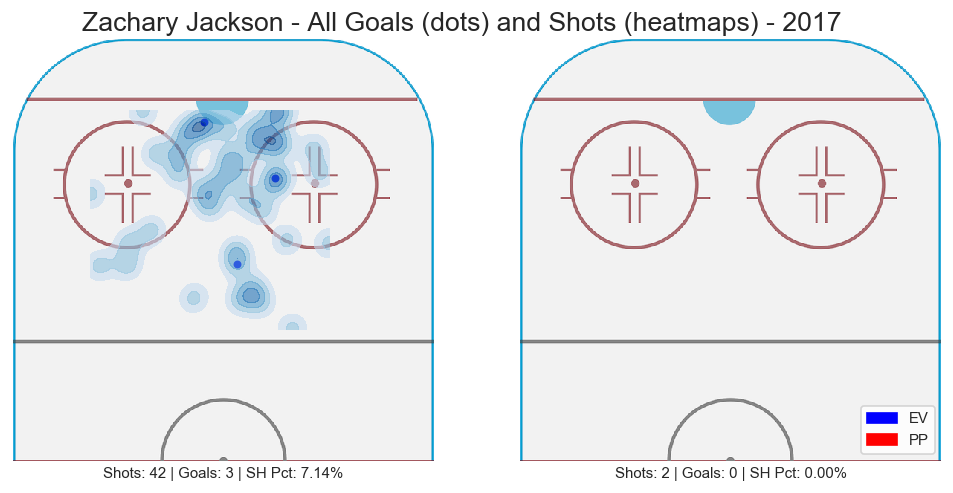 Zachary Jackson - All Goals (dots) and Shots (heatmaps) - 2017
EV
PP
Shots: 42 | Goals: 3 | SH Pct: 7.14%
Shots: 2 | Goals: 0 | SH Pct: 0.00%